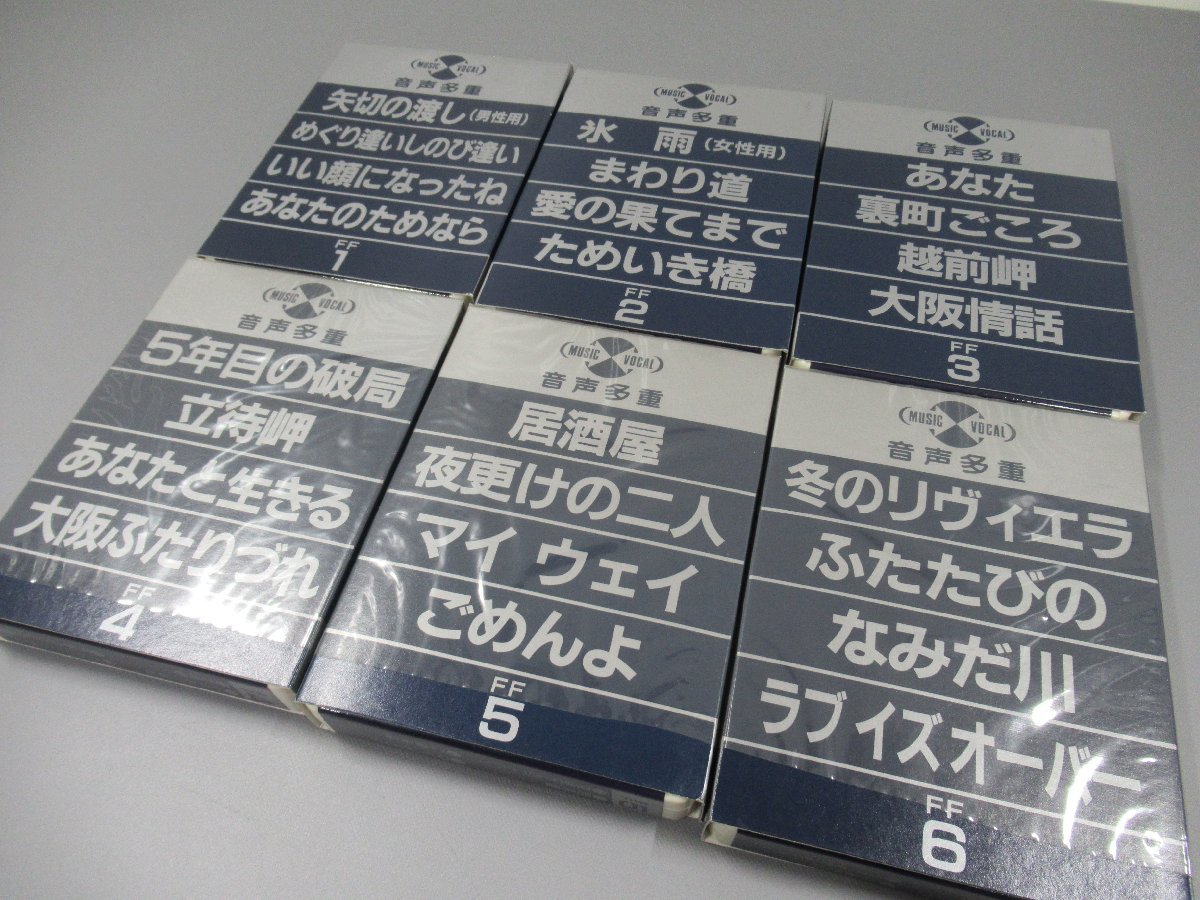 MUSIC VOCAL
音声多重
矢切の渡し(男性用)
めぐり逢いしのび逢い
いい顔になったね
あなたのためなら
FF
1
MUSIC VOCAL
音声多重
氷 雨(女性用)
まわり道
愛の果てまで
ためいき橋
FF
2
MUSIC VOCAL
音声多重
あなた
裏町ごころ
越前岬
大阪情話
FF
3
MUSIC VOCAL
音声多重
5年目の破局
立待岬
あなたと生きる
大阪ふたりづれ
FF
4
MUSIC VOCAL
音声多重
居酒屋
夜更けの二人
マイ ウェイ
ごめんよ
FF
5
MUSIC VOCAL
音声多重
冬のリヴィエラ
ふたたびの
なみだ川
ラブ イズ オーバー
FF
6